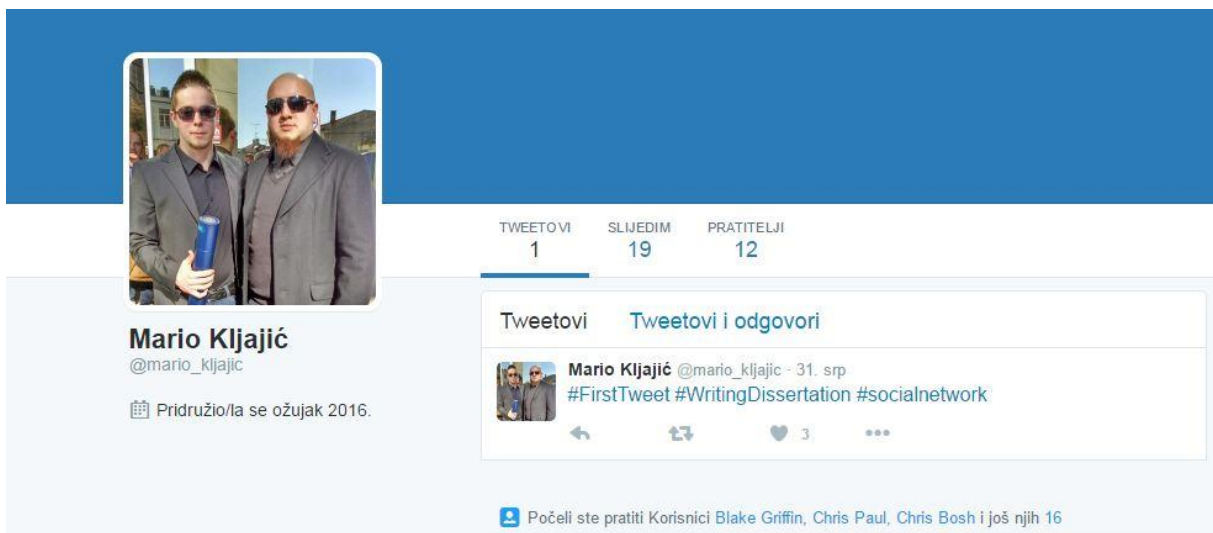 TWEETOVI SLIJEDIM PRATITELJI
1 19 12
Mario Kljajić
@mario_kljajic
Pridružio/la se ožujak 2016.
Tweetovi Tweetovi i odgovori
Mario Kljajić @mario_kljajic · 31. srp
#FirstTweet #WritingDissertation #socialnetwork
3
Počeli ste pratiti Korisnici Blake Griffin, Chris Paul, Chris Bosh i još njih 16